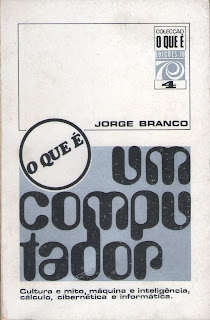 COLECÇÃO
O QUE É
4
JORGE BRANCO
O QUE É
um
compu
tador
Cultura e mito, máquina e inteligência,
cálculo, cibernética e informática.